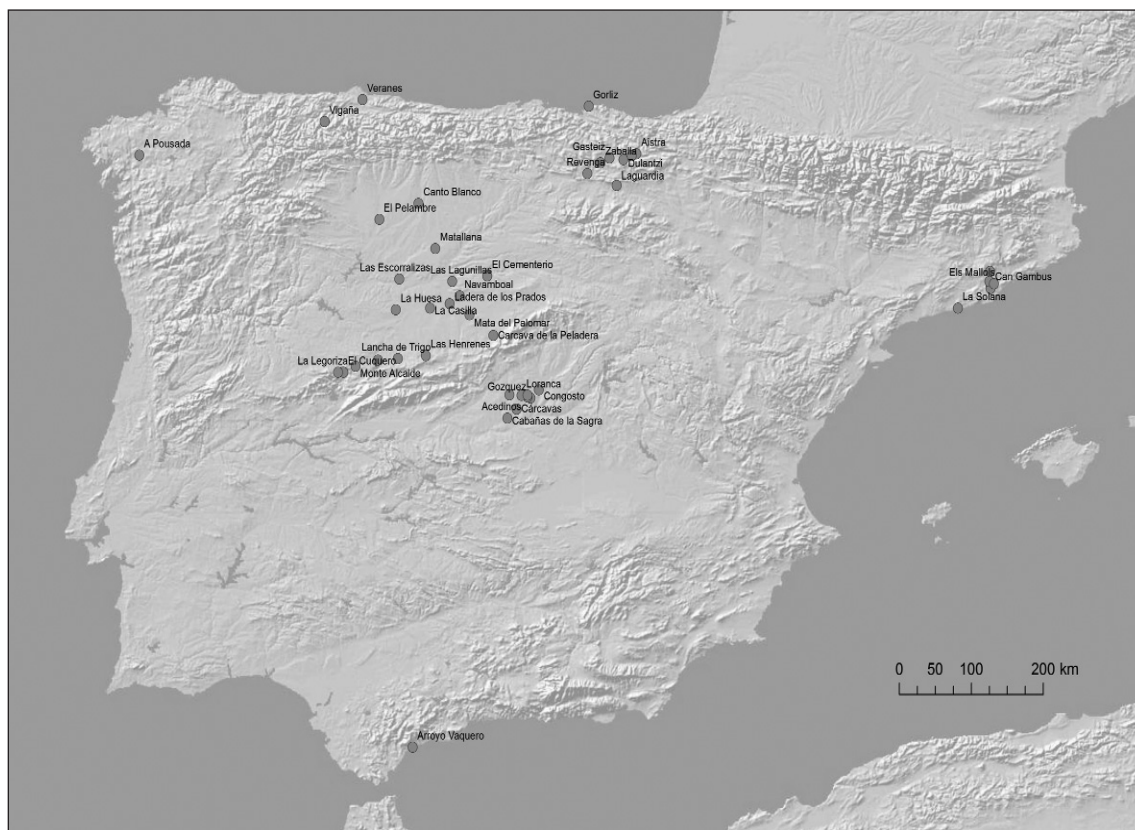 Veranes
Gorliz
Vigaña
A Pousada
Gasteiz
Zaballa
Aistra
Revenga
Dulantzi
Laguardia
Canto Blanco
El Pelambre
Matallana
Las Escorralizas
Las Lagunillas
El Cementerio
Navamboal
La Huesa
Ladera de los Prados
La Casilla
Mata del Palomar
Carcava de la Peladera
Lancha de Trigo
Las Henrenes
La Legoriza
El Cuquero
Monte Alcaide
Els Mallols
Can Gambus
La Solana
Gozquez
Loranca
Congosto
Acedinos
Cárcavas
Cabañas de la Sagra
0 50 100 200 km
Arroyo Vaquero